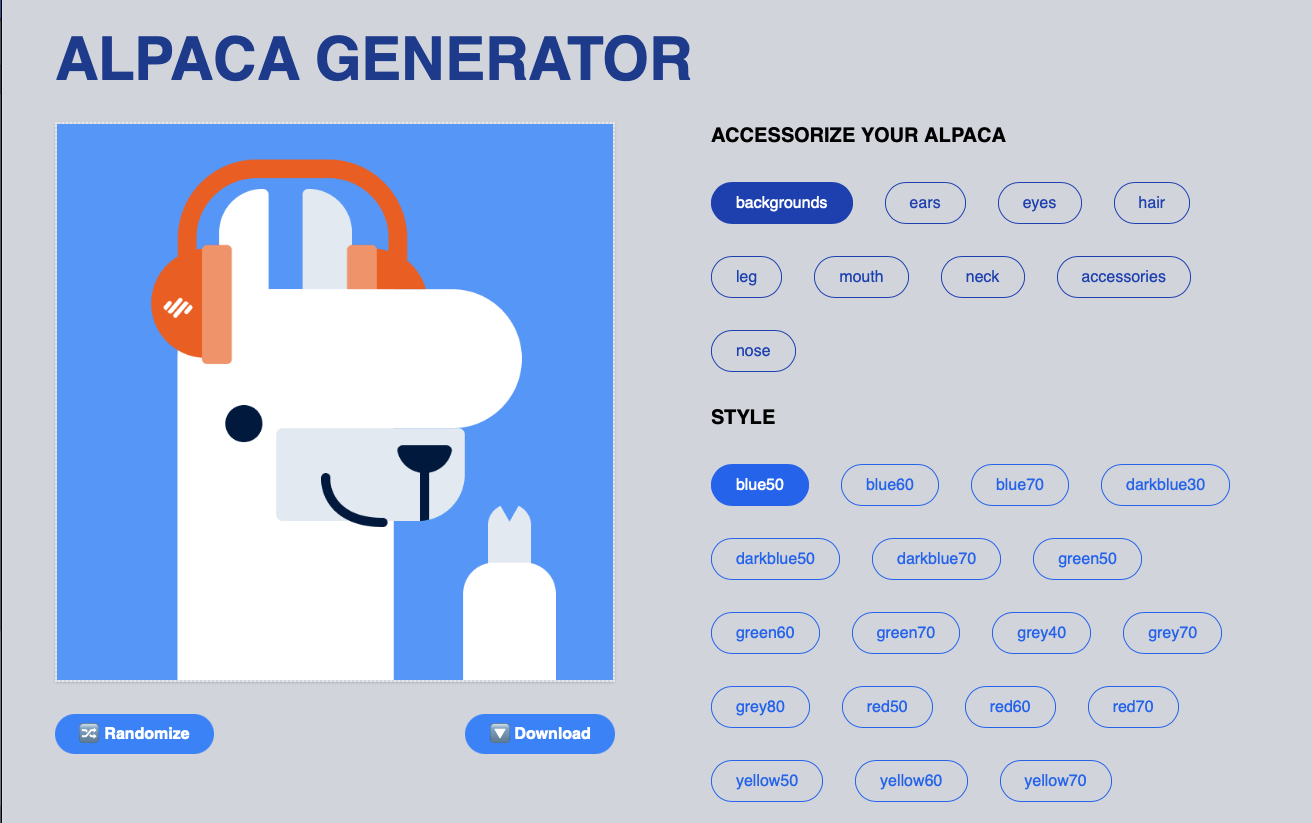 ALPACA GENERATOR
ACCESSORIZE YOUR ALPACA
backgrounds ears eyes hair
leg mouth neck accessories
nose
STYLE
blue50 blue60 blue70 darkblue30
darkblue50 darkblue70 green50
green60 green70 grey40 grey70
grey80 red50 red60 red70
yellow50 yellow60 yellow70
🔀 Randomize 🔽 Download